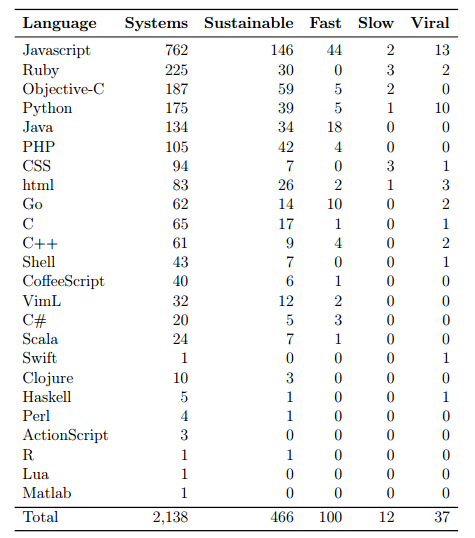 Language Systems Sustainable Fast Slow Viral
Javascript 762 146 44 2 13
Ruby 225 30 0 3 2
Objective-C 187 59 5 2 0
Python 175 39 5 1 10
Java 134 34 18 0 0
PHP 105 42 4 0 0
CSS 94 7 0 3 1
html 83 26 2 1 3
Go 62 14 10 0 2
C 65 17 1 0 1
C++ 61 9 4 0 2
Shell 43 7 0 0 1
CoffeeScript 40 6 1 0 0
VimL 32 12 2 0 0
C# 20 5 3 0 0
Scala 24 7 1 0 0
Swift 1 0 0 0 1
Clojure 10 3 0 0 0
Haskell 5 1 0 0 1
Perl 4 1 0 0 0
ActionScript 3 0 0 0 0
R 1 1 0 0 0
Lua 1 0 0 0 0
Matlab 1 0 0 0 0
Total 2,138 466 100 12 37